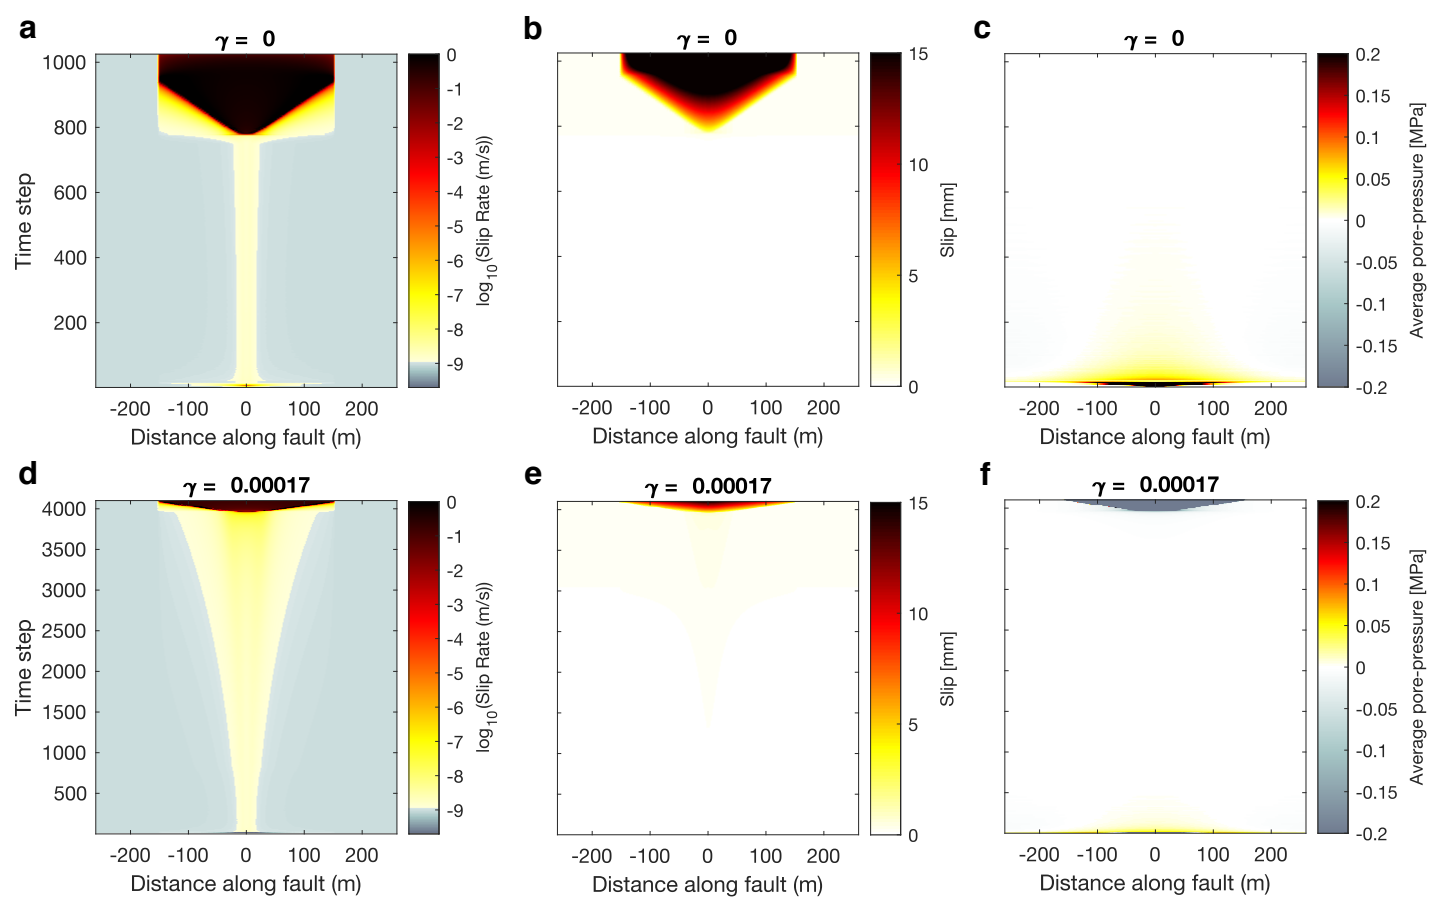 a
γ = 0
1000
800
600
400
200
Time step
-200 -100 0 100 200
Distance along fault (m)
0
-1
-2
-3
-4
-5
-6
-7
-8
-9
log10(Slip Rate (m/s))
b
γ = 0
-200 -100 0 100 200
Distance along fault (m)
15
10
5
0
Slip [mm]
c
γ = 0
-200 -100 0 100 200
Distance along fault (m)
0.2
0.15
0.1
0.05
0
-0.05
-0.1
-0.15
-0.2
Average pore-pressure [MPa]
d
γ = 0.00017
4000
3500
3000
2500
2000
1500
1000
500
Time step
-200 -100 0 100 200
Distance along fault (m)
0
-1
-2
-3
-4
-5
-6
-7
-8
-9
log10(Slip Rate (m/s))
e
γ = 0.00017
-200 -100 0 100 200
Distance along fault (m)
15
10
5
0
Slip [mm]
f
γ = 0.00017
-200 -100 0 100 200
Distance along fault (m)
0.2
0.15
0.1
0.05
0
-0.05
-0.1
-0.15
-0.2
Average pore-pressure [MPa]